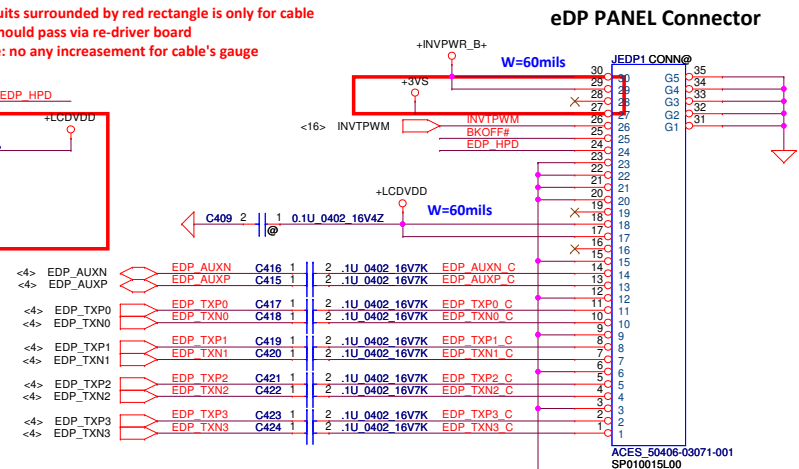 uits surrounded by red rectangle is only for cable
hould pass via re-driver board
: no any increasement for cable's gauge
eDP PANEL Connector
+INVPWR_B+
W=60mils
JEDP1 CONN@
EDP_HPD
+LCDVDD
+3VS
30 30 G5 35
29 29 G4 34
28 28 G3 33
27 27 G2 32
<16> INVTPWM INVTPWM 26 26 G1 31
BKOFF# 25 25
EDP_HPD 24 24
23 23
22 22
21 21
20 20
+LCDVDD
W=60mils
19 19
C409 2 1 0.1U_0402_16V4Z 18 18
@
17 17
16 16
15 15
<4> EDP_AUXN EDP_AUXN C416 1 2 .1U_0402_16V7K EDP_AUXN_C 14 14
<4> EDP_AUXP EDP_AUXP C415 1 2 .1U_0402_16V7K EDP_AUXP_C 13 13
12 12
<4> EDP_TXP0 EDP_TXP0 C417 1 2 .1U_0402_16V7K EDP_TXP0_C 11 11
<4> EDP_TXN0 EDP_TXN0 C418 1 2 .1U_0402_16V7K EDP_TXN0_C 10 10
9 9
<4> EDP_TXP1 EDP_TXP1 C419 1 2 .1U_0402_16V7K EDP_TXP1_C 8 8
<4> EDP_TXN1 EDP_TXN1 C420 1 2 .1U_0402_16V7K EDP_TXN1_C 7 7
6 6
<4> EDP_TXP2 EDP_TXP2 C421 1 2 .1U_0402_16V7K EDP_TXP2_C 5 5
<4> EDP_TXN2 EDP_TXN2 C422 1 2 .1U_0402_16V7K EDP_TXN2_C 4 4
3 3
<4> EDP_TXP3 EDP_TXP3 C423 1 2 .1U_0402_16V7K EDP_TXP3_C 2 2
<4> EDP_TXN3 EDP_TXN3 C424 1 2 .1U_0402_16V7K EDP_TXN3_C 1 1
ACES_50406-03071-001
SP010015L00